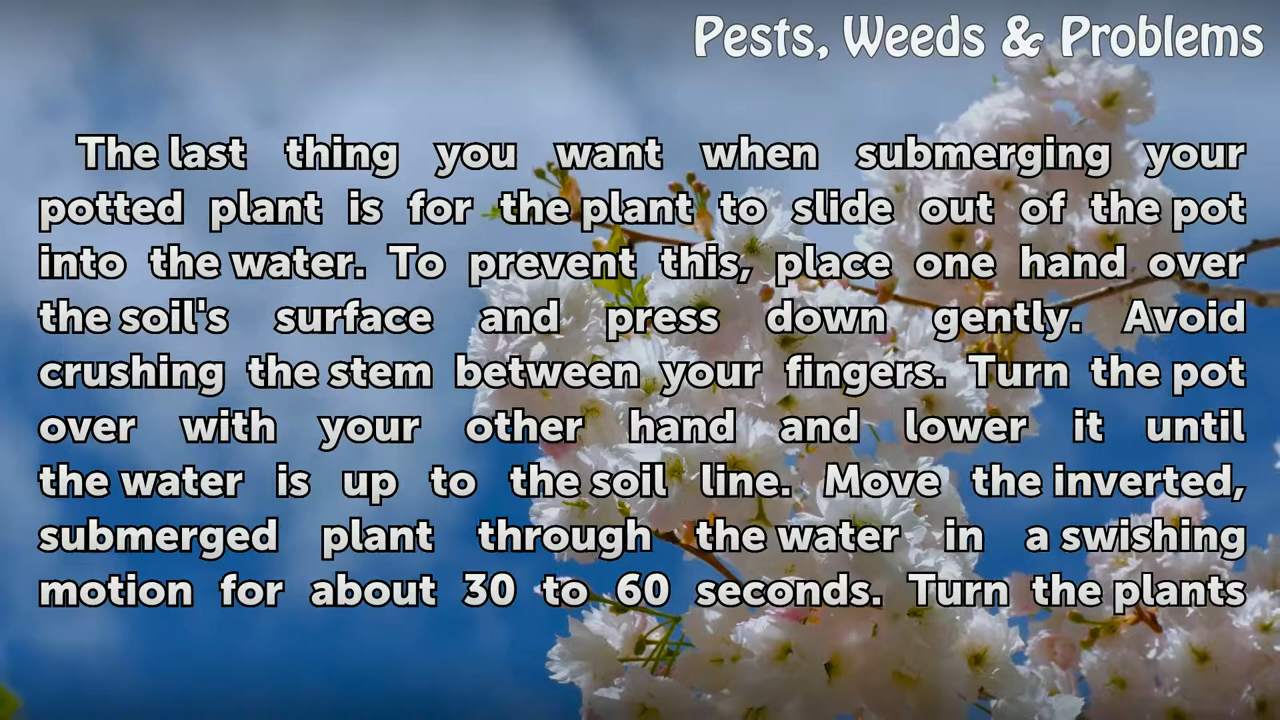 Pests, Weeds & Problems
The last thing you want when submerging your
potted plant is for the plant to slide out of the pot
into the water. To prevent this, place one hand over
the soil's surface and press down gently. Avoid
crushing the stem between your fingers. Turn the pot
over with your other hand and lower it until
the water is up to the soil line. Move the inverted,
submerged plant through the water in a swishing
motion for about 30 to 60 seconds. Turn the plants